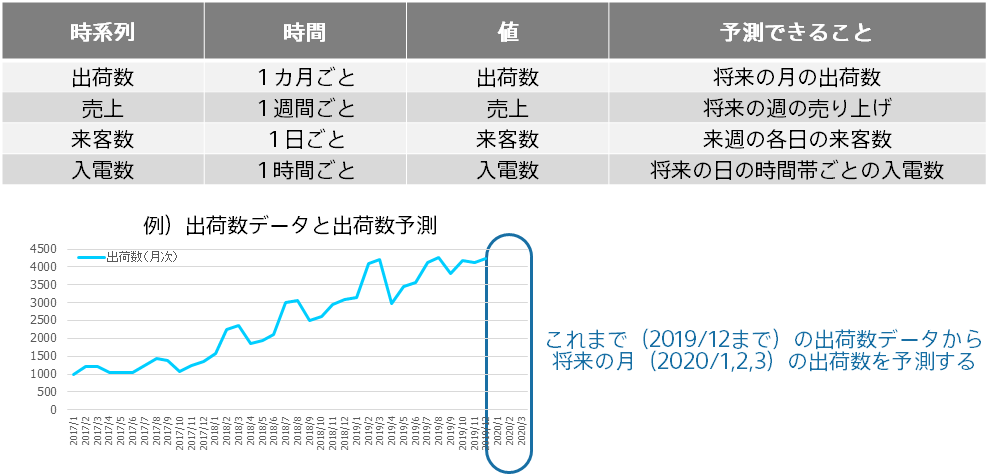 時系列 時間 値 予測できること
出荷数 1カ月ごと 出荷数 将来の月の出荷数
売上 1週間ごと 売上 将来の週の売り上げ
来客数 1日ごと 来客数 来週の各日の来客数
入電数 1時間ごと 入電数 将来の日の時間帯ごとの入電数
例）出荷数データと出荷数予測
出荷数(月次)
4500
4000
3500
3000
2500
2000
1500
1000
500
0
2017/1 2017/2 2017/3 2017/4 2017/5 2017/6 2017/7 2017/8 2017/9 2017/10 2017/11 2017/12 2018/1 2018/2 2018/3 2018/4 2018/5 2018/6 2018/7 2018/8 2018/9 2018/10 2018/11 2018/12 2019/1 2019/2 2019/3 2019/4 2019/5 2019/6 2019/7 2019/8 2019/9 2019/10 2019/11 2019/12 2020/1 2020/2 2020/3
これまで（2019/12まで）の出荷数データから
将来の月（2020/1,2,3）の出荷数を予測する